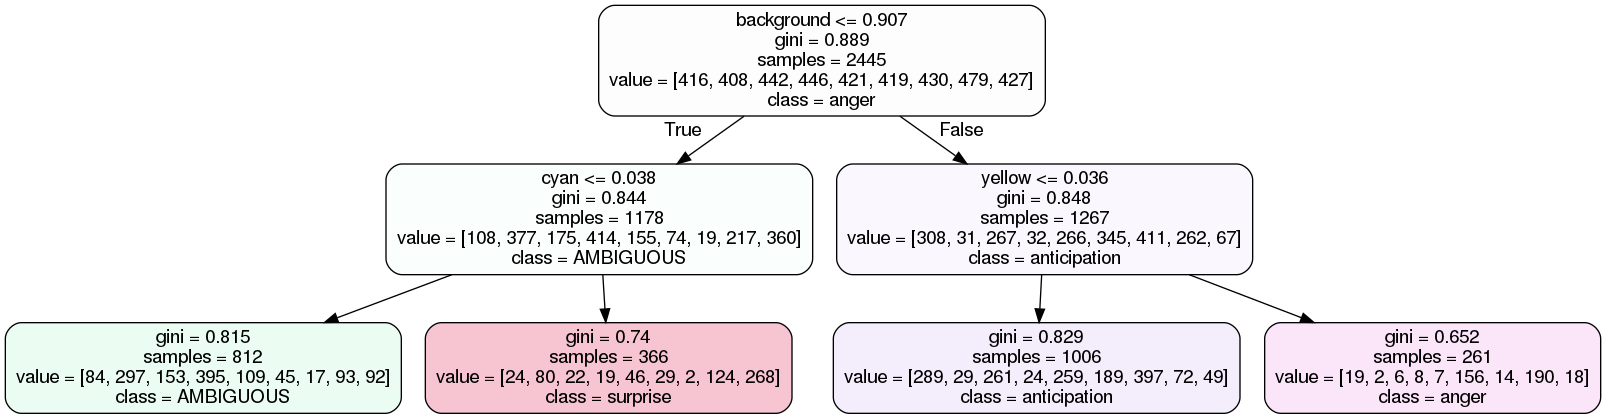 background <= 0.907
gini = 0.889
samples = 2445
value = [416, 408, 442, 446, 421, 419, 430, 479, 427]
class = anger
True
False
cyan <= 0.038
gini = 0.844
samples = 1178
value = [108, 377, 175, 414, 155, 74, 19, 217, 360]
class = AMBIGUOUS
yellow <= 0.036
gini = 0.848
samples = 1267
value = [308, 31, 267, 32, 266, 345, 411, 262, 67]
class = anticipation
gini = 0.815
samples = 812
value = [84, 297, 153, 395, 109, 45, 17, 93, 92]
class = AMBIGUOUS
gini = 0.74
samples = 366
value = [24, 80, 22, 19, 46, 29, 2, 124, 268]
class = surprise
gini = 0.829
samples = 1006
value = [289, 29, 261, 24, 259, 189, 397, 72, 49]
class = anticipation
gini = 0.652
samples = 261
value = [19, 2, 6, 8, 7, 156, 14, 190, 18]
class = anger